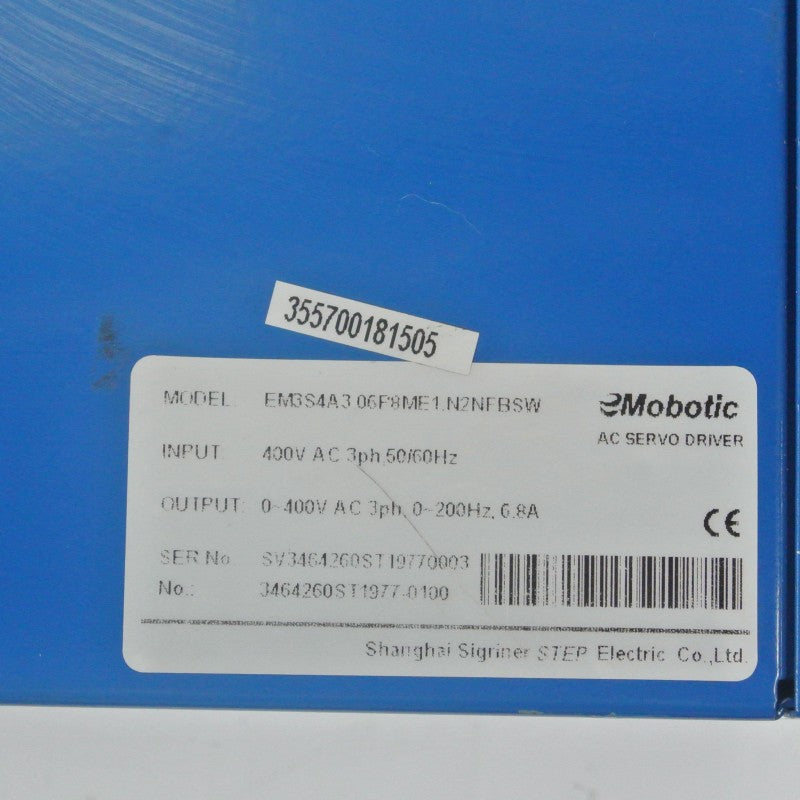 355700181505
MODEL: EM3S4A3.06F8ME1.N2NFBSW
eMobotic
AC SERVO DRIVER
INPUT 400V AC 3ph,50/60Hz
OUTPUT: 0~400V AC 3ph, 0~200Hz, 6.8A
CE
SER No SV3464260ST19770003
No.: 3464260ST1977-0100
Shanghai Sigriner STEP Electric Co.,Ltd.